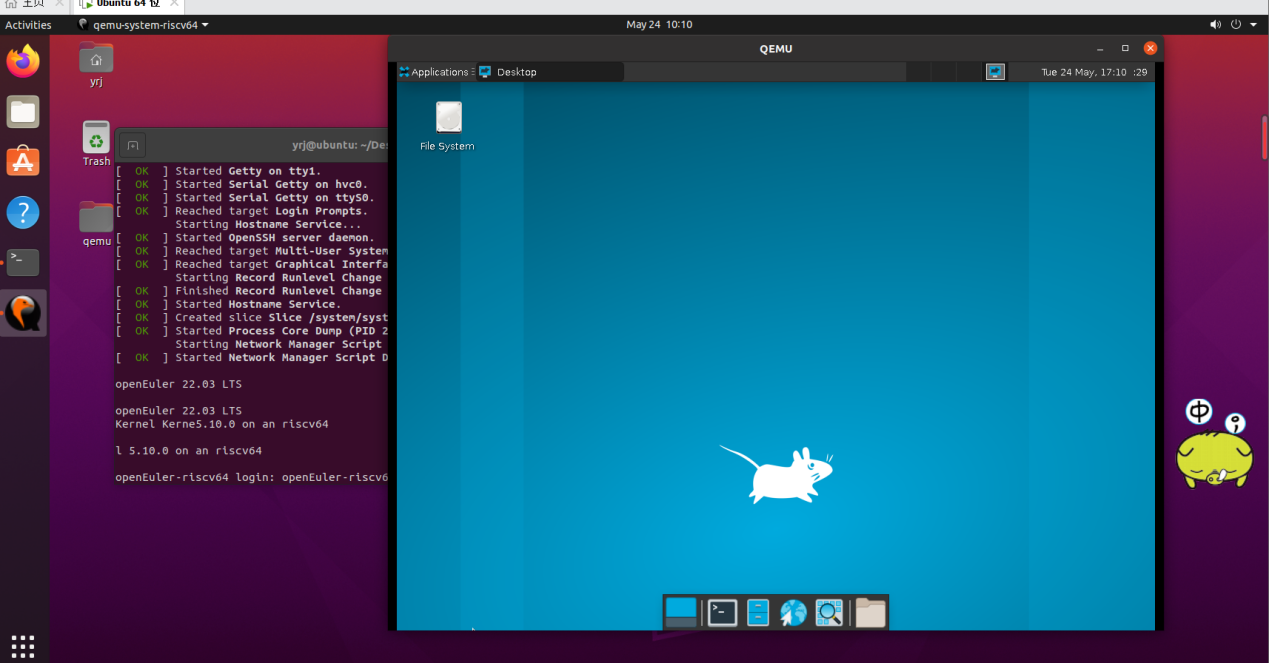 主页
Ubuntu 64 位
Activities
qemu-system-riscv64
May 24 10:10
yrj
Trash
qemu
yrj@ubuntu: ~/Des
[ OK ] Started Getty on tty1.
[ OK ] Started Serial Getty on hvc0.
[ OK ] Started Serial Getty on ttyS0.
[ OK ] Reached target Login Prompts.
Starting Hostname Service...
[ OK ] Started OpenSSH server daemon.
[ OK ] Reached target Multi-User System
[ OK ] Reached target Graphical Interfa
Starting Record Runlevel Change
[ OK ] Finished Record Runlevel Change
[ OK ] Started Hostname Service.
[ OK ] Created slice Slice /system/syst
[ OK ] Started Process Core Dump (PID 2
Starting Network Manager Script
[ OK ] Started Network Manager Script D
openEuler 22.03 LTS
openEuler 22.03 LTS
Kernel Kerne5.10.0 on an riscv64
l 5.10.0 on an riscv64
openEuler-riscv64 login: openEuler-riscv6
QEMU
Applications
Desktop
Tue 24 May, 17:10 :29
File System
中